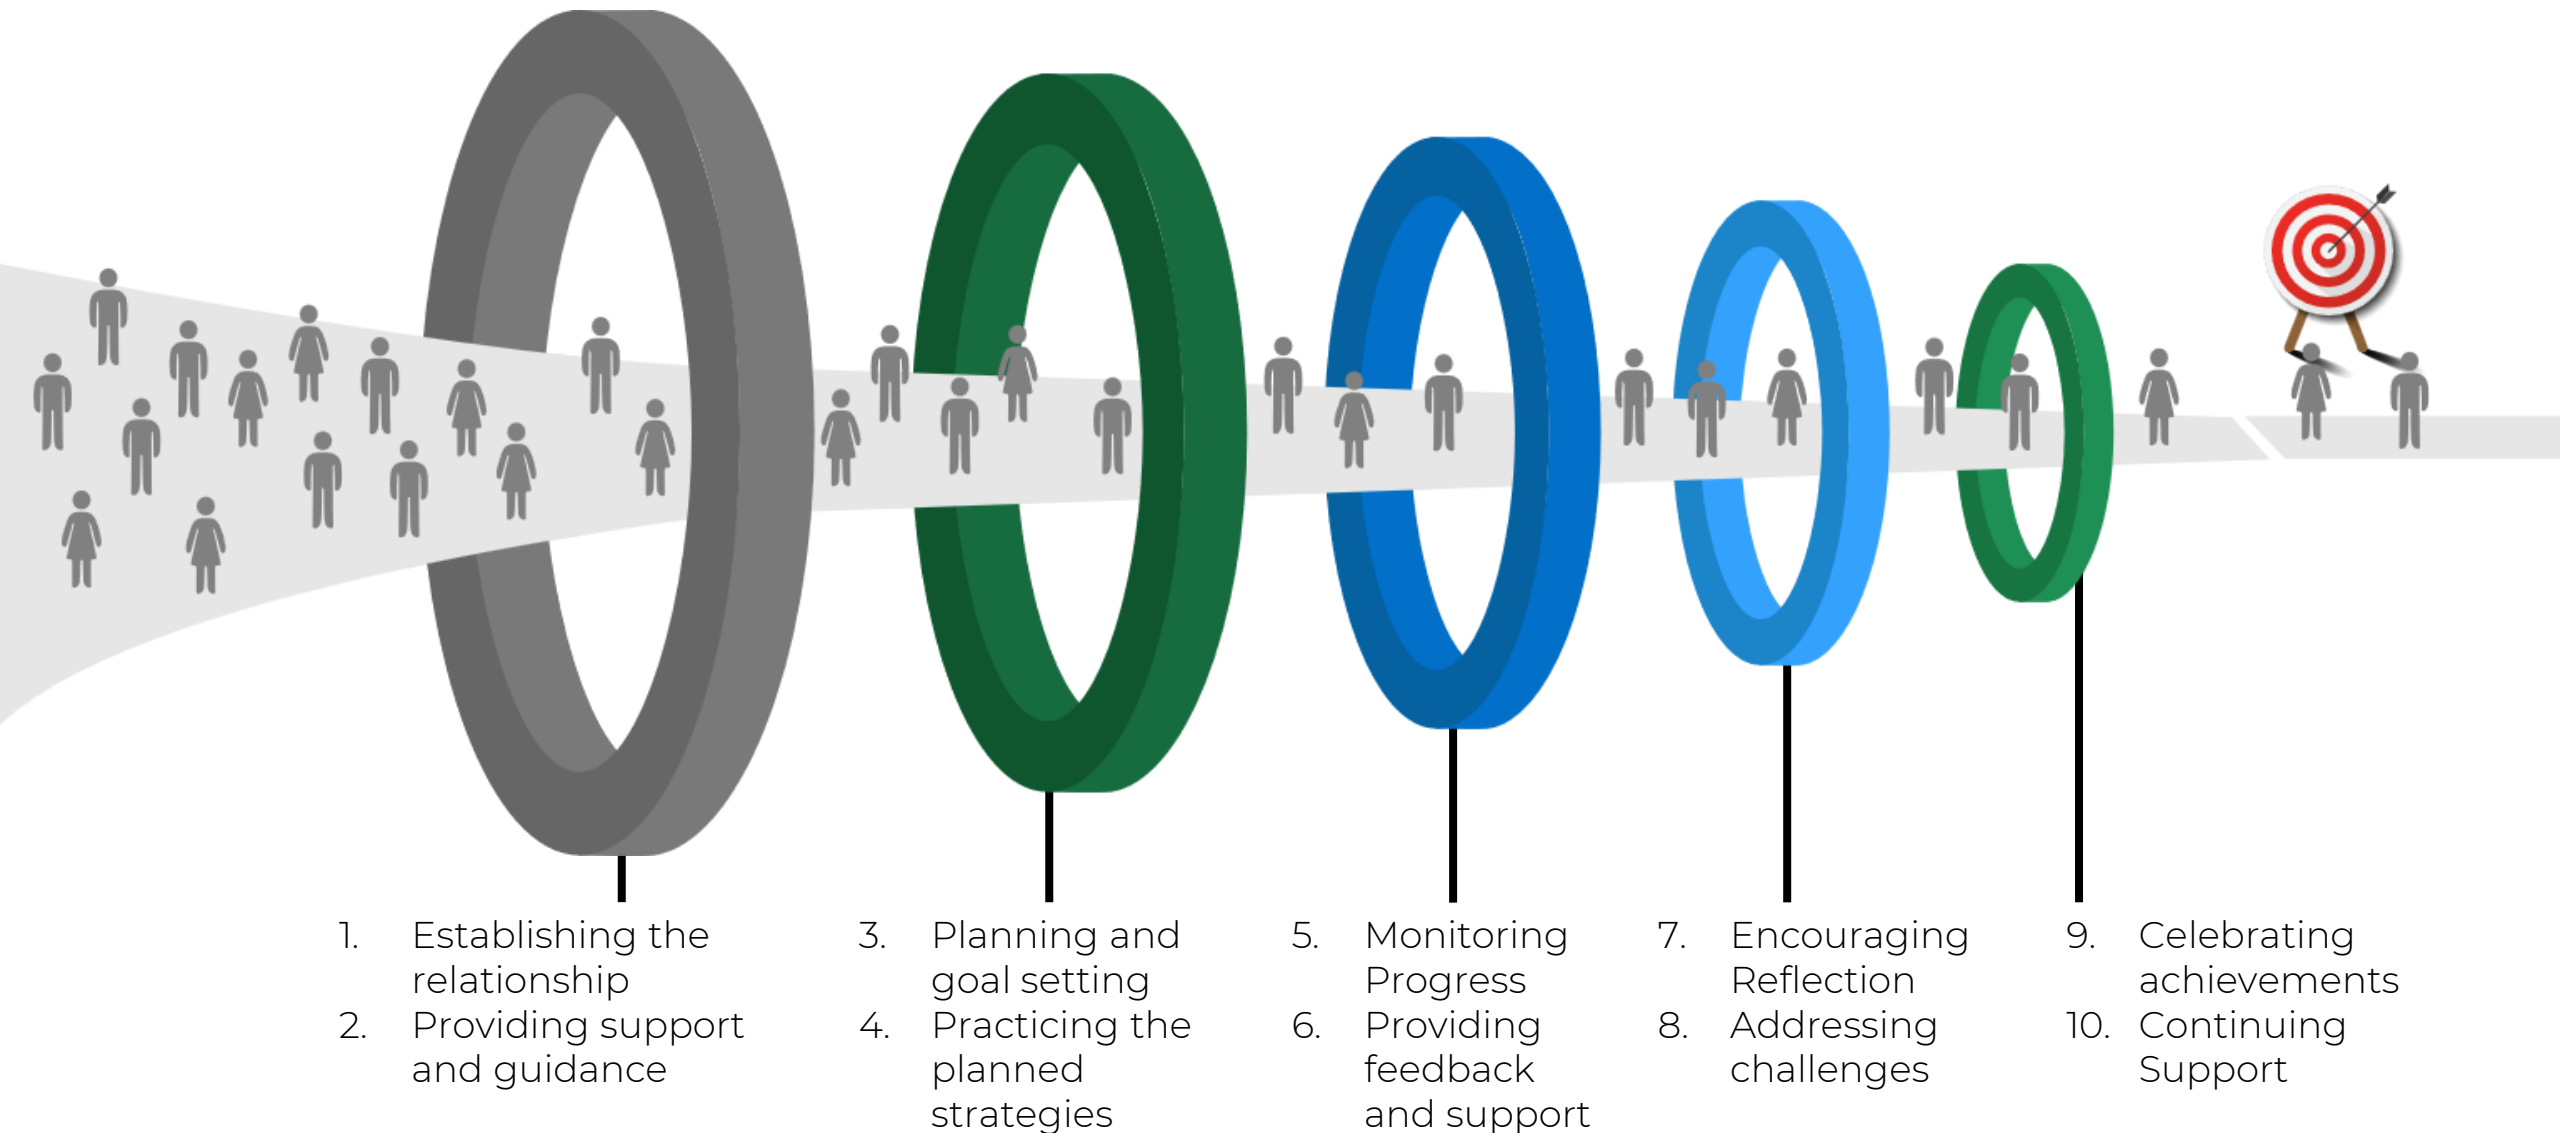 1. Establishing the
relationship
2. Providing support
and guidance
3. Planning and
goal setting
4. Practicing the
planned
strategies
5. Monitoring
Progress
6. Providing
feedback
and support
7. Encouraging
Reflection
8. Addressing
challenges
9. Celebrating
achievements
10. Continuing
Support